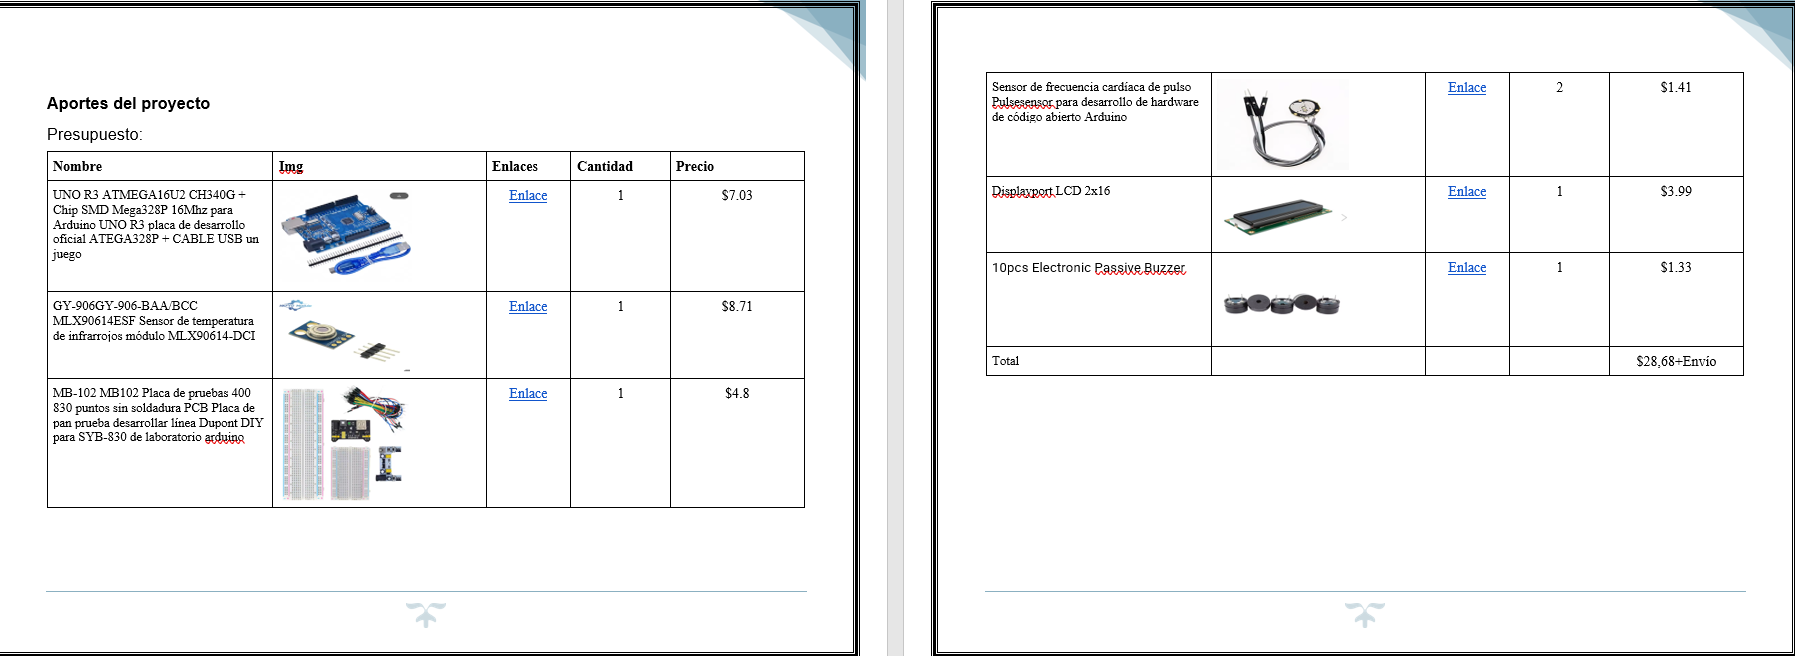 Aportes del proyecto
Presupuesto:
Nombre Img Enlaces Cantidad Precio
UNO R3 ATMEGA16U2 CH340G + Enlace 1 $7.03
Chip SMD Mega328P 16Mhz para
Arduino UNO R3 placa de desarrollo
oficial ATEGA328P + CABLE USB un
juego
GY-906GY-906-BAA/BCC Enlace 1 $8.71
MLX90614ESF Sensor de temperatura
de infrarrojos módulo MLX90614-DCI
MB-102 MB102 Placa de pruebas 400 Enlace 1 $4.8
830 puntos sin soldadura PCB Placa de
pan prueba desarrollar línea Dupont DIY
para SYB-830 de laboratorio arduino
Sensor de frecuencia cardíaca de pulso Enlace 2 $1.41
Pulsesensor para desarrollo de hardware
de código abierto Arduino
Displayport LCD 2x16 Enlace 1 $3.99
10pcs Electronic Passive Buzzer Enlace 1 $1.33
Total $28,68+Envío